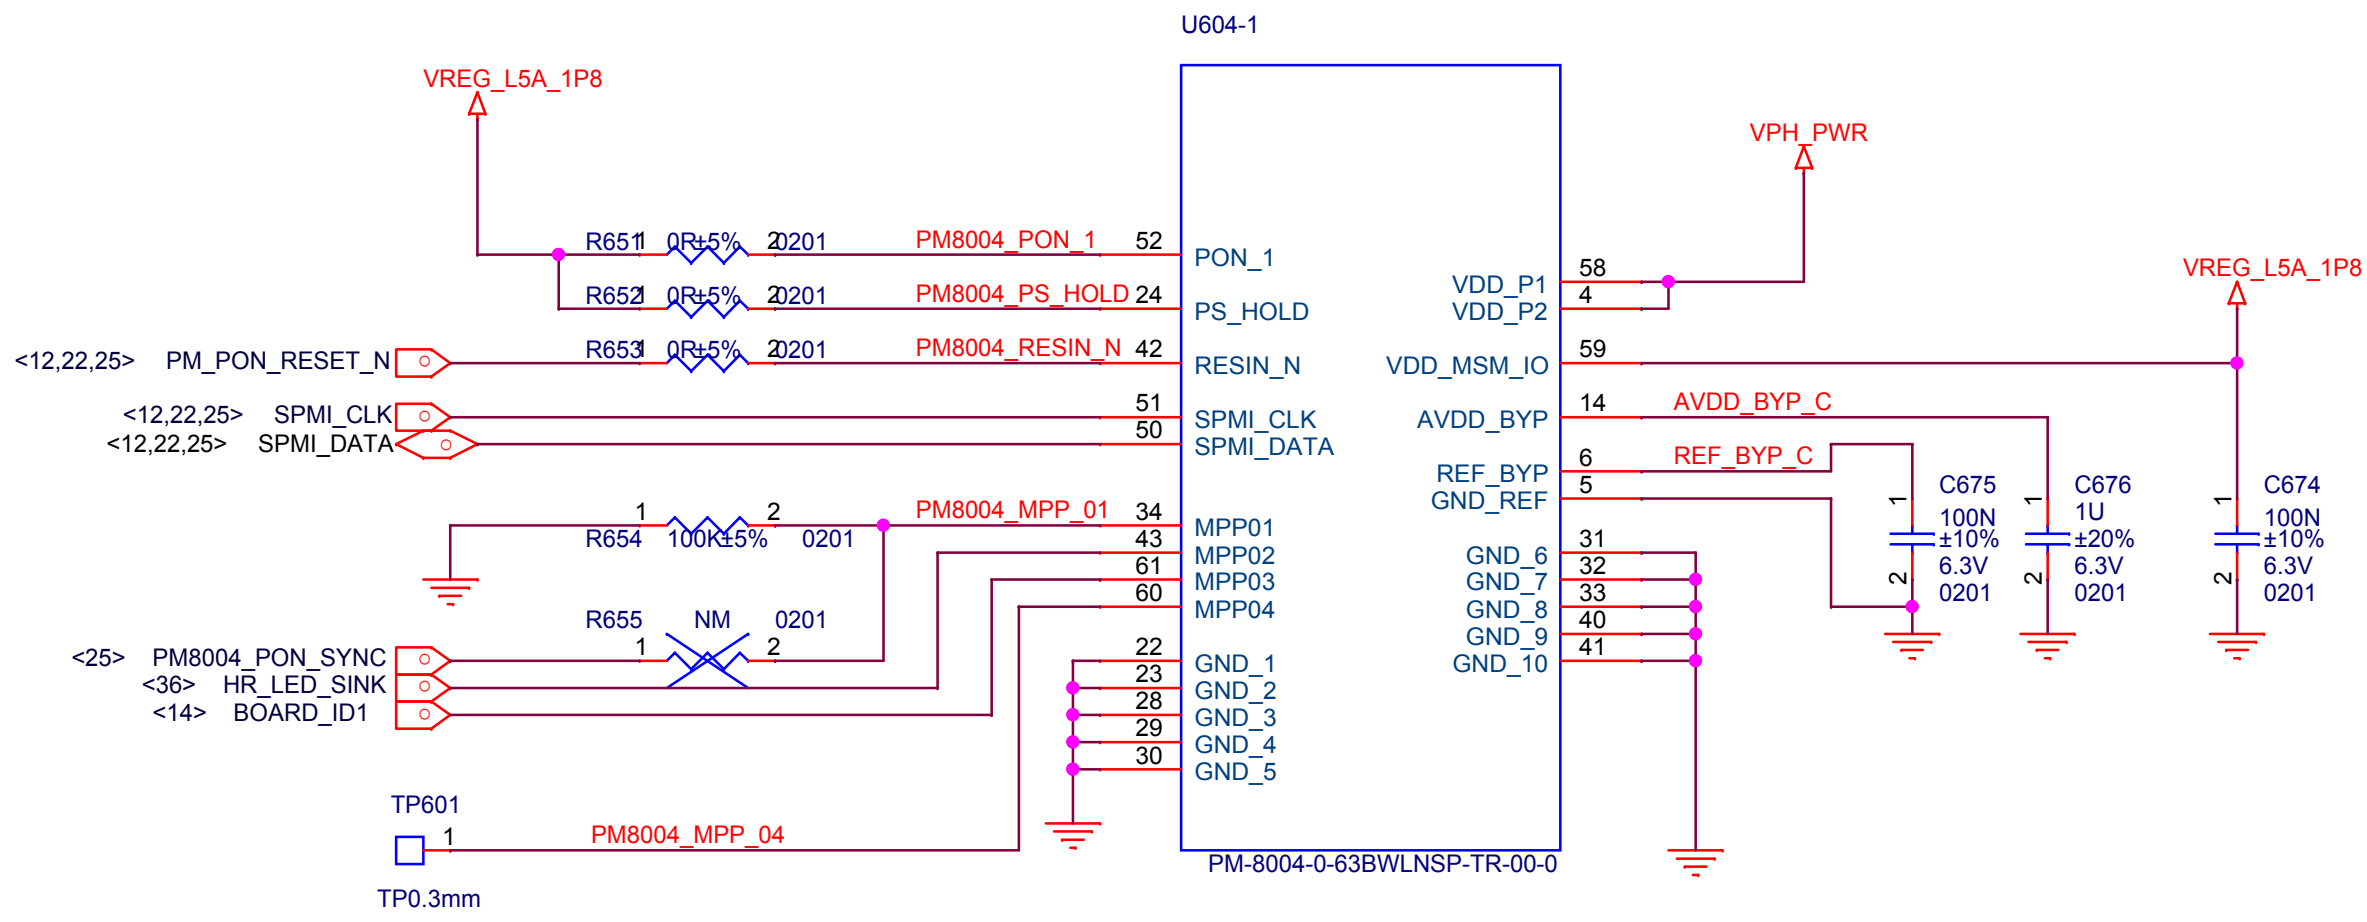 U604-1
VREG_L5A_1P8
VPH_PWR
R651 1 0R±5% 2 0201 PM8004_PON_1 52 PON_1
VREG_L5A_1P8
58 VDD_P1
R652 1 0R±5% 2 0201 PM8004_PS_HOLD 24 PS_HOLD
4 VDD_P2
<12,22,25> PM_PON_RESET_N R653 1 0R±5% 2 0201 PM8004_RESIN_N 42 RESIN_N
VDD_MSM_IO 59
<12,22,25> SPMI_CLK 51 SPMI_CLK
AVDD_BYP 14 AVDD_BYP_C
<12,22,25> SPMI_DATA 50 SPMI_DATA
REF_BYP 6 REF_BYP_C
GND_REF 5
1 C675 100N ±10% 6.3V 0201 2
1 C676 1U ±20% 6.3V 0201 2
1 C674 100N ±10% 6.3V 0201 2
R654 1 100K±5% 2 0201 PM8004_MPP_01 34 MPP01
43 MPP02
61 MPP03
60 MPP04
GND_6 31
GND_7 32
GND_8 33
GND_9 40
GND_10 41
R655 NM 0201
<25> PM8004_PON_SYNC 1 2
<36> HR_LED_SINK
<14> BOARD_ID1
22 GND_1
23 GND_2
28 GND_3
29 GND_4
30 GND_5
TP601
1 PM8004_MPP_04
TP0.3mm
PM-8004-0-63BWLNSP-TR-00-0